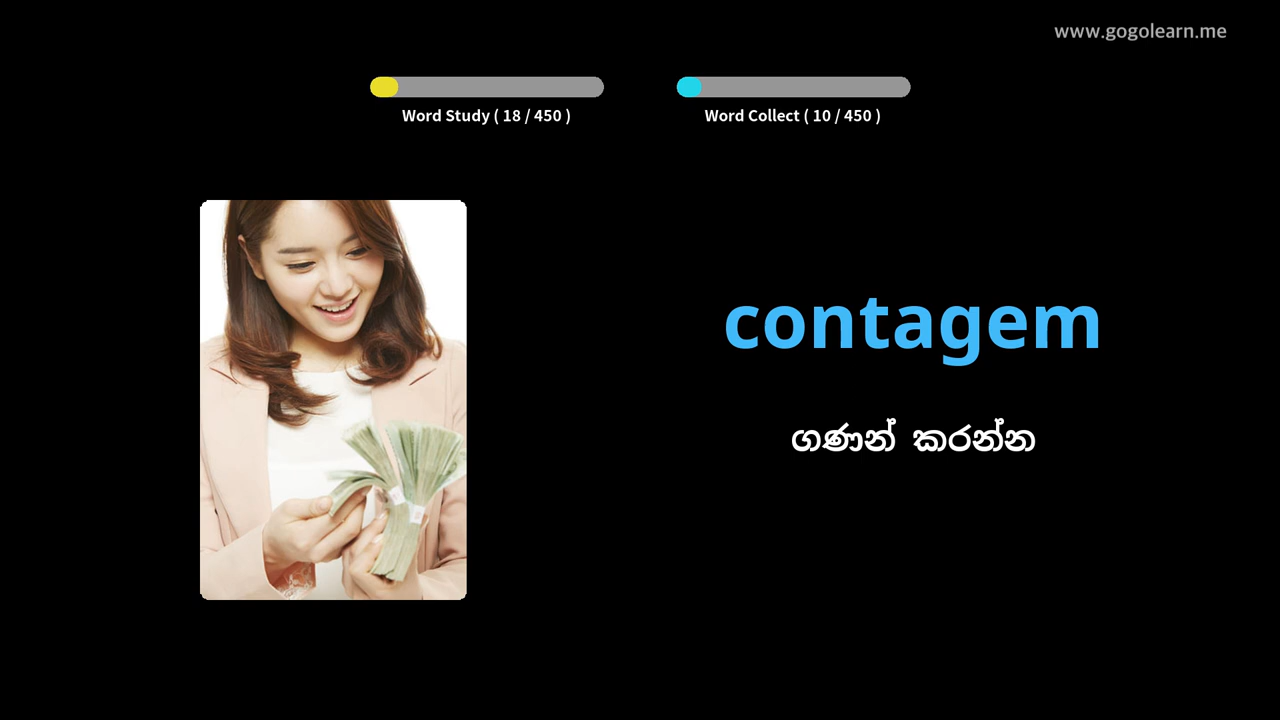 www.gogolearn.me
Word Study ( 18 / 450 )
Word Collect ( 10 / 450 )
contagem
ගණන් කරන්න